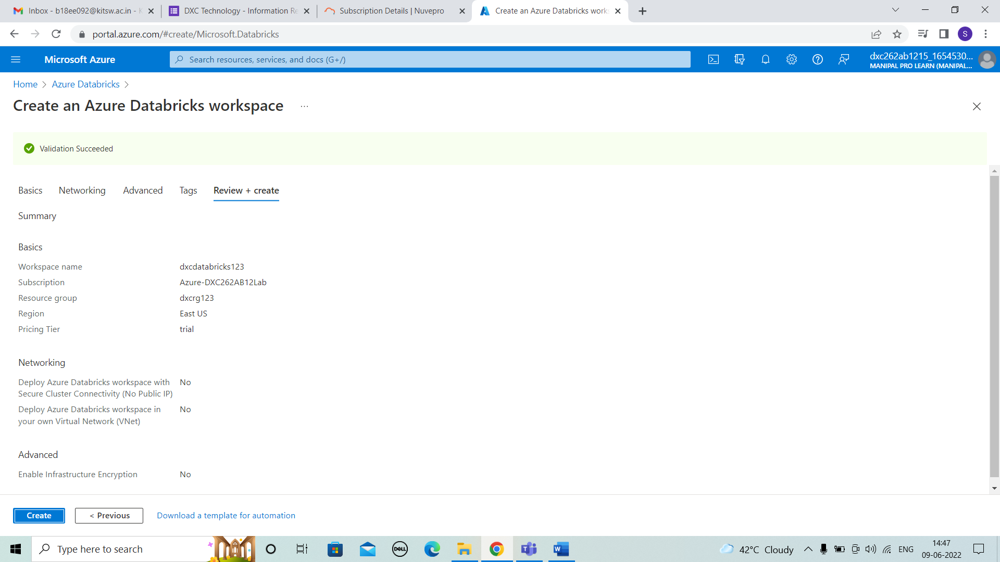 Inbox - b18ee092@kitsw.ac.in - K
DXC Technology - Information Re
Subscription Details | Nuvepro
Create an Azure Databricks works
portal.azure.com/#create/Microsoft.Databricks
S
Microsoft Azure
Search resources, services, and docs (G+/)
dxc262ab1215_1654530...
MANIPAL PRO LEARN (MANIPAL...
Home > Azure Databricks >
Create an Azure Databricks workspace ...
Validation Succeeded
Basics Networking Advanced Tags Review + create
Summary
Basics
Workspace name dxcdatabricks123
Subscription Azure-DXC262AB12Lab
Resource group dxcrg123
Region East US
Pricing Tier trial
Networking
Deploy Azure Databricks workspace with No
Secure Cluster Connectivity (No Public IP)
Deploy Azure Databricks workspace in No
your own Virtual Network (VNet)
Advanced
Enable Infrastructure Encryption No
Create < Previous Download a template for automation
Type here to search
DELL
42°C Cloudy
ENG
14:47
09-06-2022